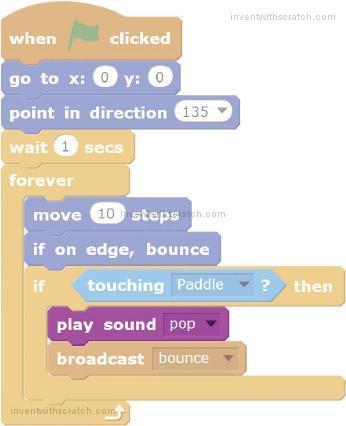 inventwithscratch.com
when clicked
go to x: 0 y: 0
point in direction 135
wait 1 secs
forever
move 10 steps
inventwithscratch.com
if on edge, bounce
if touching Paddle ? then
play sound pop
broadcast bounce
inventwithscratch.com